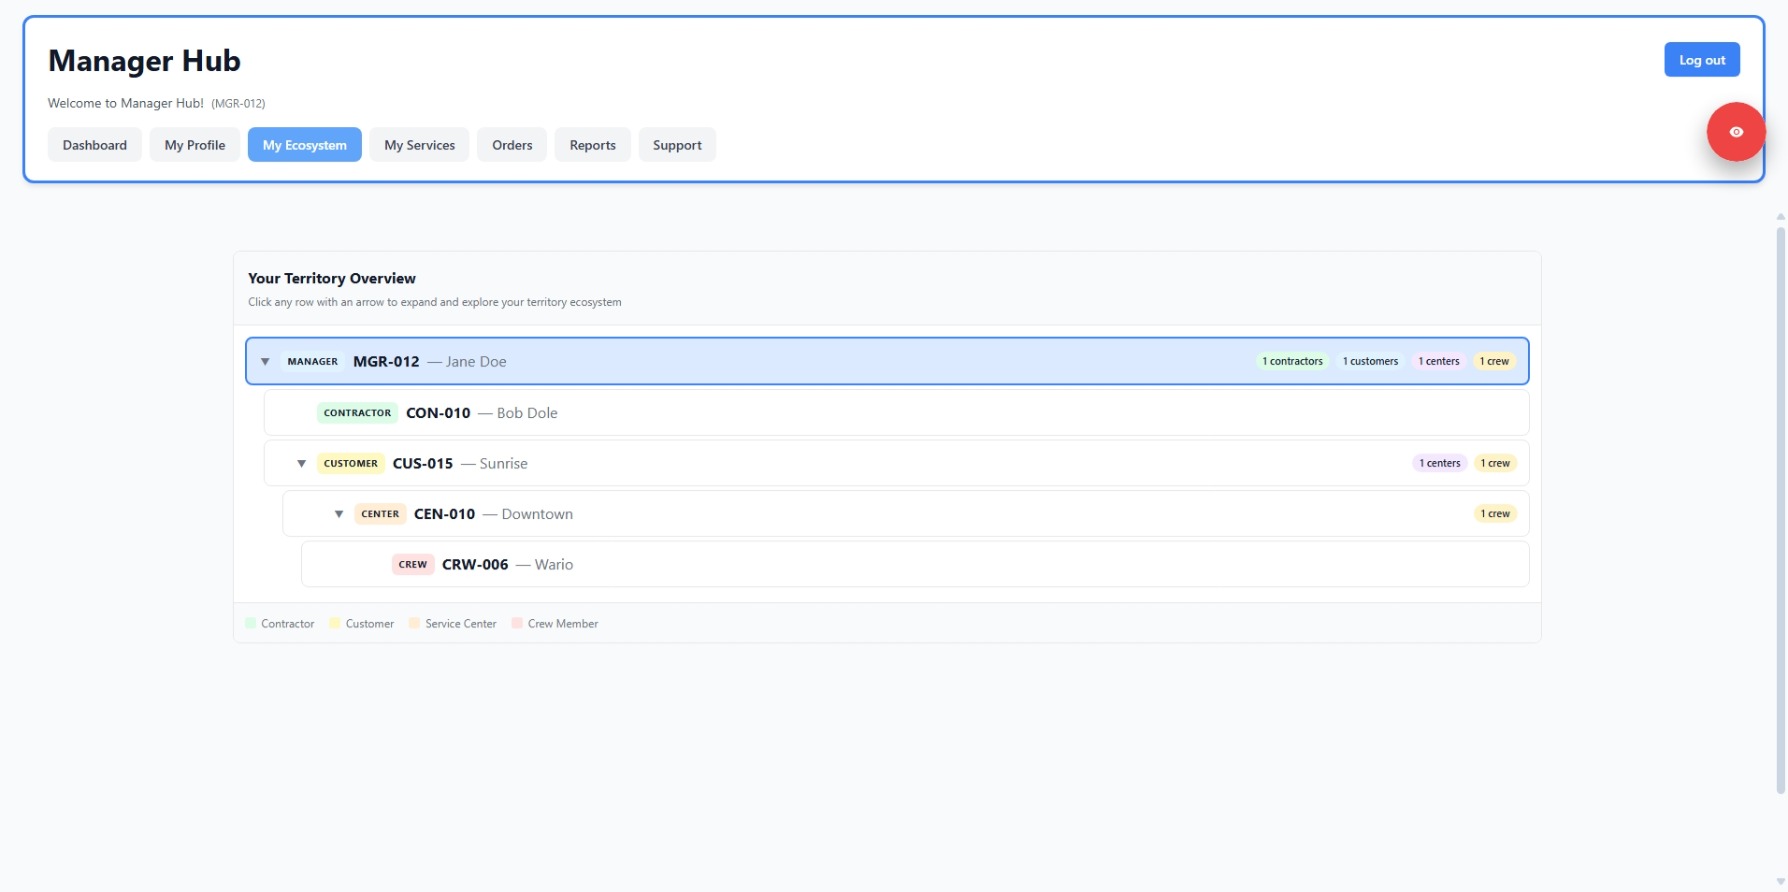 Manager Hub
Log out
Welcome to Manager Hub! (MGR-012)
Dashboard My Profile My Ecosystem My Services Orders Reports Support
Your Territory Overview
Click any row with an arrow to expand and explore your territory ecosystem
MANAGER MGR-012 — Jane Doe 1 contractors 1 customers 1 centers 1 crew
CONTRACTOR CON-010 — Bob Dole
CUSTOMER CUS-015 — Sunrise 1 centers 1 crew
CENTER CEN-010 — Downtown 1 crew
CREW CRW-006 — Wario
Contractor Customer Service Center Crew Member